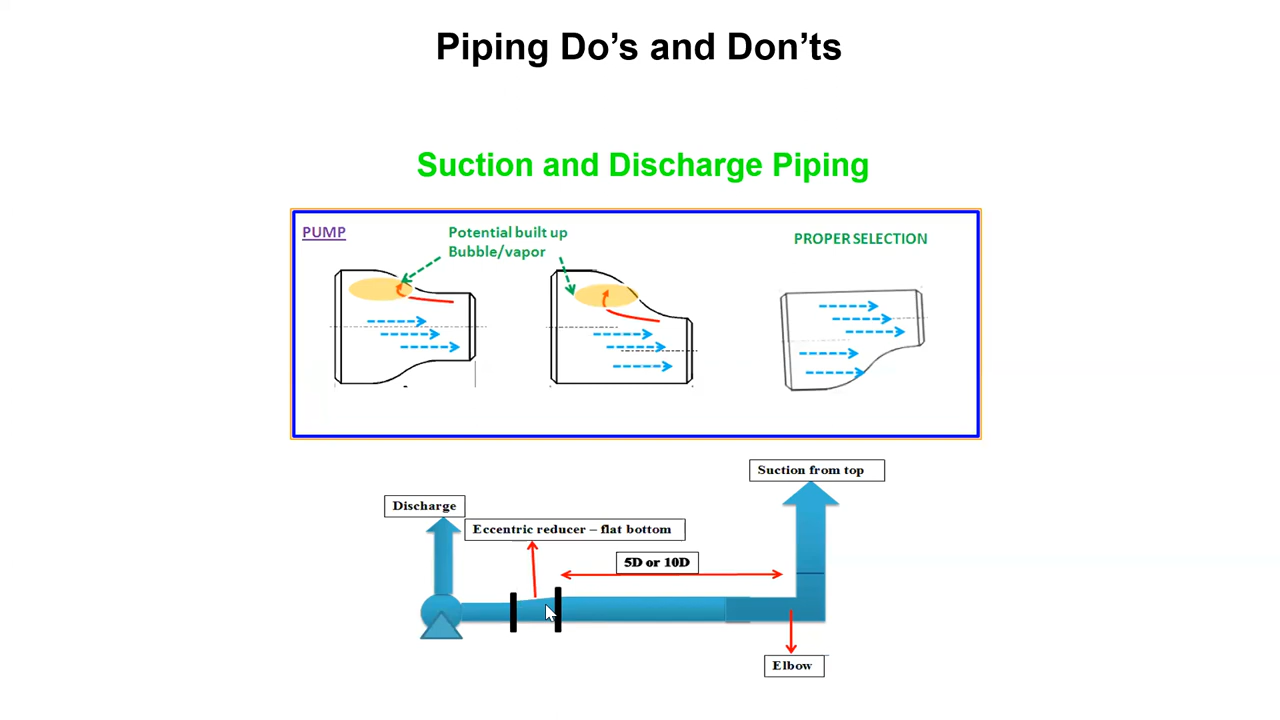 Piping Do’s and Don’ts
Suction and Discharge Piping
PUMP
Potential built up
Bubble/vapor
PROPER SELECTION
Suction from top
Discharge
Eccentric reducer – flat bottom
5D or 10D
Elbow